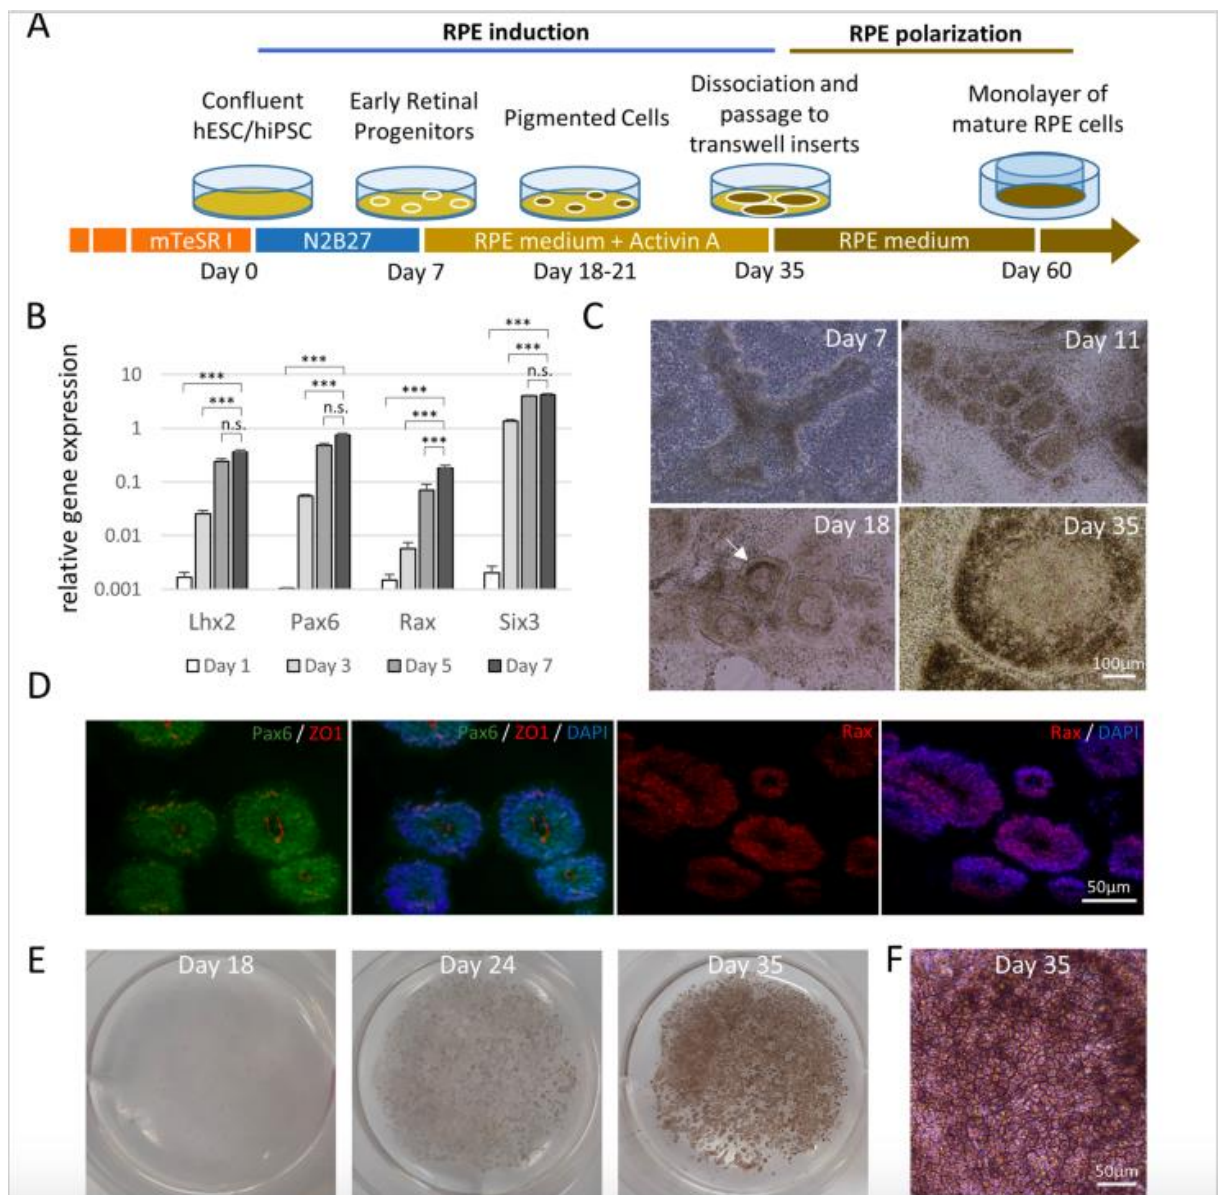 A
RPE induction
RPE polarization
Confluent
hESC/hiPSC
Early Retinal
Progenitors
Pigmented Cells
Dissociation and
passage to
transwell inserts
Monolayer of
mature RPE cells
mTeSR I
N2B27
RPE medium + Activin A
RPE medium
Day 0
Day 7
Day 18-21
Day 35
Day 60
B
relative gene expression
10
1
0.1
0.01
0.001
***
***
n.s.
***
***
n.s.
***
***
***
***
***
n.s.
Lhx2
Pax6
Rax
Six3
Day 1
Day 3
Day 5
Day 7
C
Day 7
Day 11
Day 18
Day 35
100μm
D
Pax6 / ZO1
Pax6 / ZO1 / DAPI
Rax
Rax / DAPI
50μm
E
Day 18
Day 24
Day 35
F
Day 35
50μm